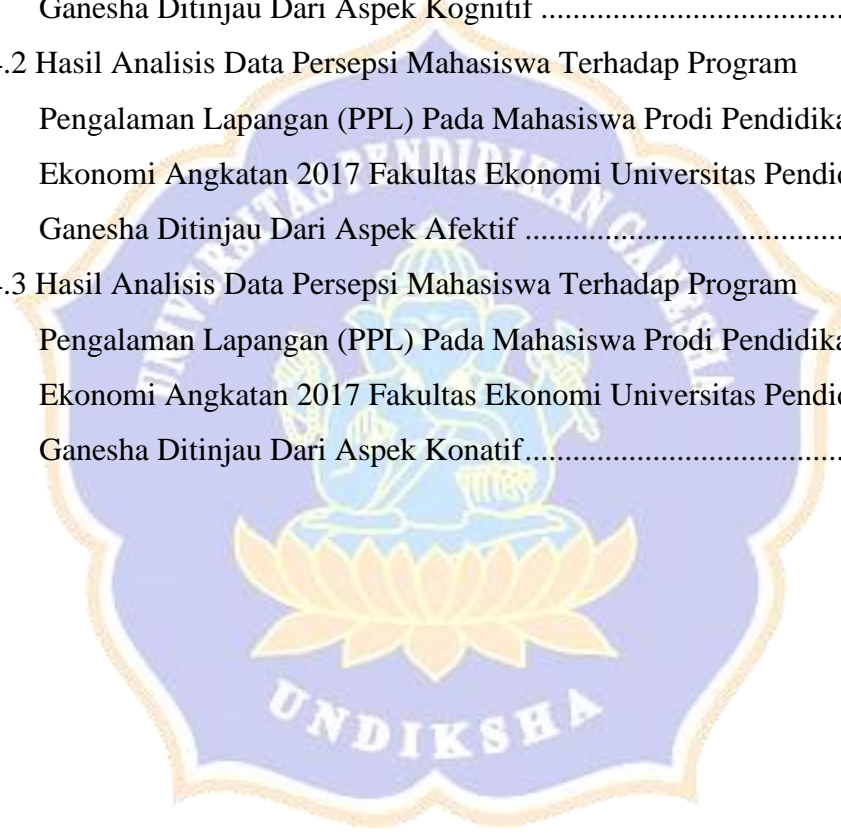 Ganesha Ditinjau Dari Aspek Kognitif ......................................
.2 Hasil Analisis Data Persepsi Mahasiswa Terhadap Program
Pengalaman Lapangan (PPL) Pada Mahasiswa Prodi Pendidika
Ekonomi Angkatan 2017 Fakultas Ekonomi Universitas Pendi
Ganesha Ditinjau Dari Aspek Afektif ........................................
.3 Hasil Analisis Data Persepsi Mahasiswa Terhadap Program
Pengalaman Lapangan (PPL) Pada Mahasiswa Prodi Pendidika
Ekonomi Angkatan 2017 Fakultas Ekonomi Universitas Pendi
Ganesha Ditinjau Dari Aspek Konatif........................................
UNIVERSITAS PENDIDIKAN GANESHA
UNDIKSHA